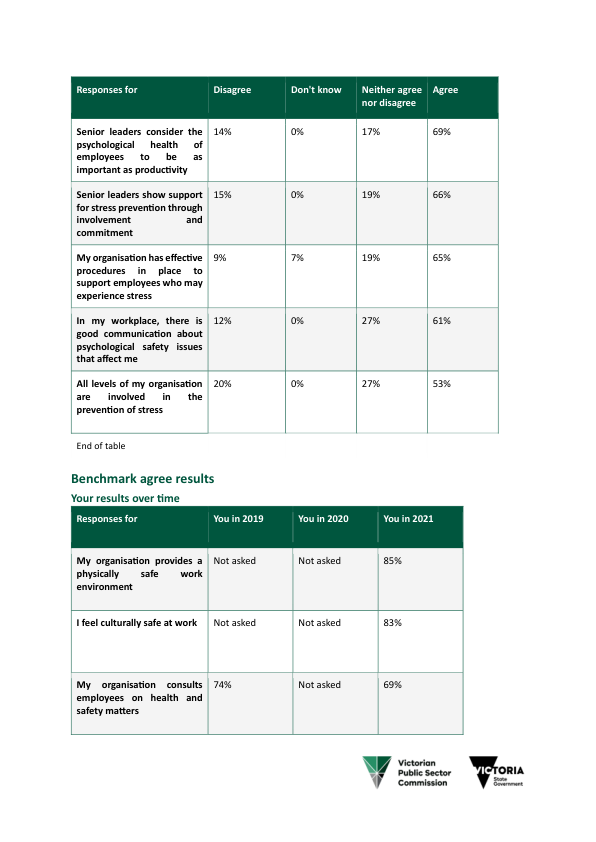 Responses for Disagree Don't know Neither agree nor disagree Agree
Senior leaders consider the psychological health of employees to be as important as productivity 14% 0% 17% 69%
Senior leaders show support for stress prevention through involvement and commitment 15% 0% 19% 66%
My organisation has effective procedures in place to support employees who may experience stress 9% 7% 19% 65%
In my workplace, there is good communication about psychological safety issues that affect me 12% 0% 27% 61%
All levels of my organisation are involved in the prevention of stress 20% 0% 27% 53%
End of table
Benchmark agree results
Your results over time
Responses for You in 2019 You in 2020 You in 2021
My organisation provides a physically safe work environment Not asked Not asked 85%
I feel culturally safe at work Not asked Not asked 83%
My organisation consults employees on health and safety matters 74% Not asked 69%
Victorian
Public Sector
Commission
VICTORIA
State
Government